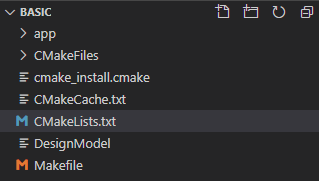 BASIC
app
CMakeFiles
cmake_install.cmake
CMakeCache.txt
CMakeLists.txt
DesignModel
Makefile